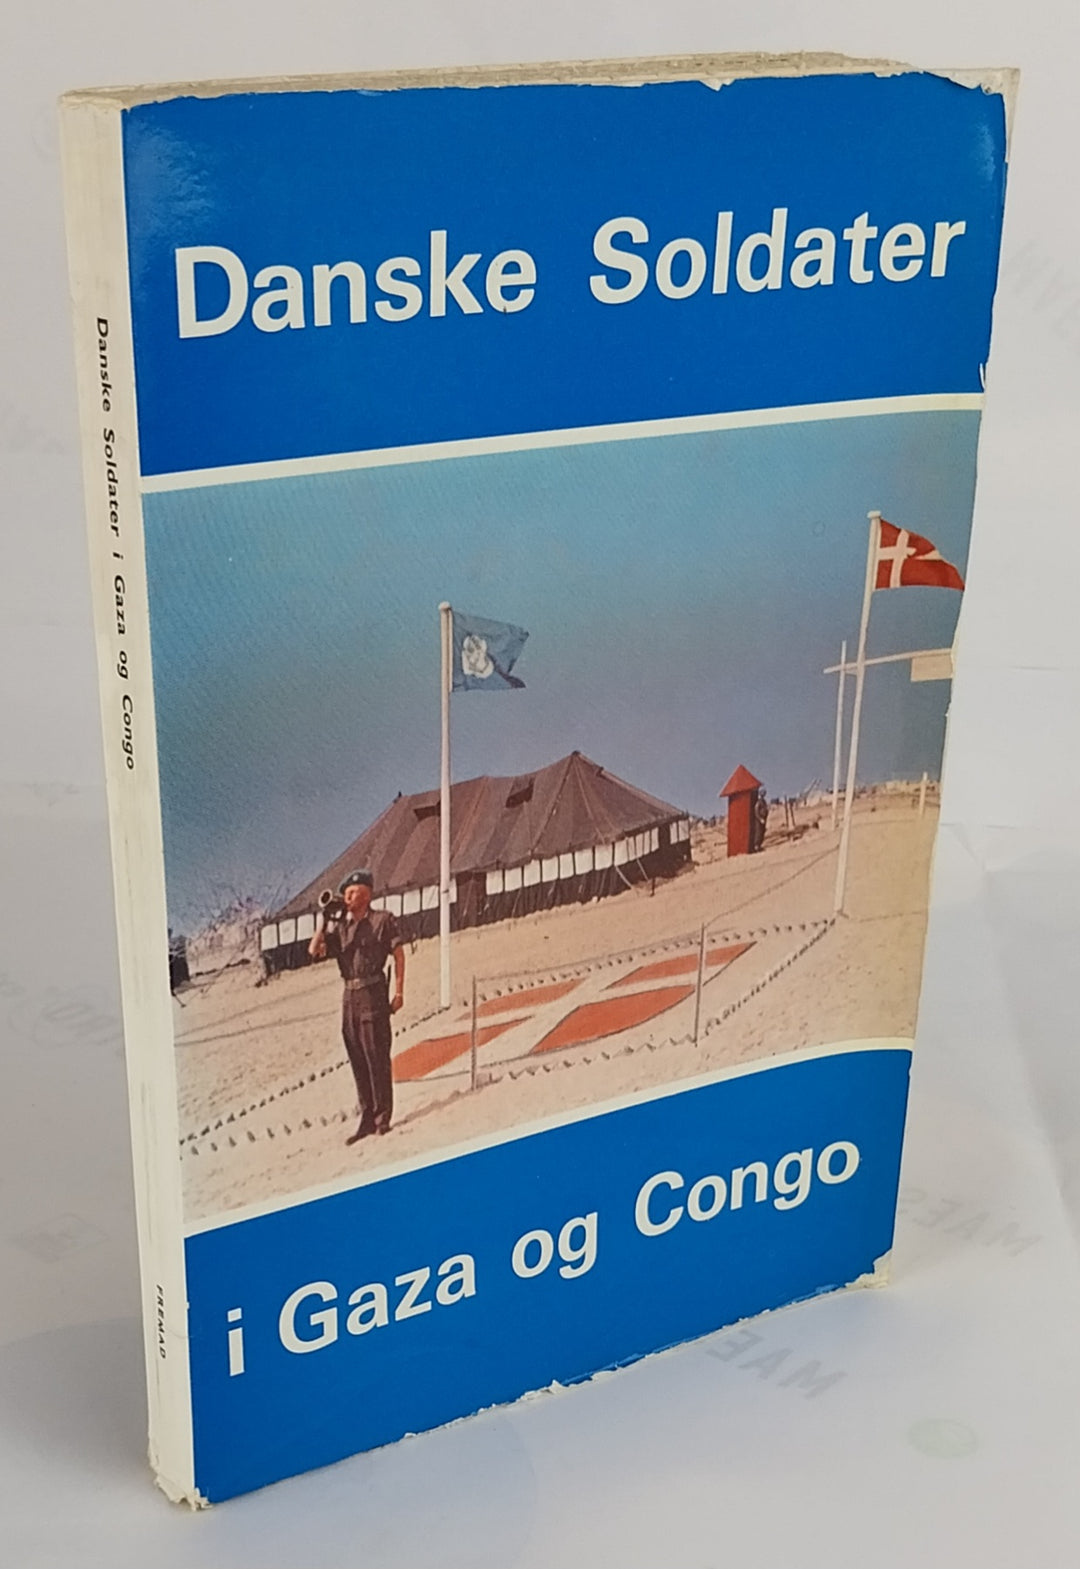 Danske Soldater
i Gaza og Congo
Danske Soldater i Gaza og Congo
FREMAD